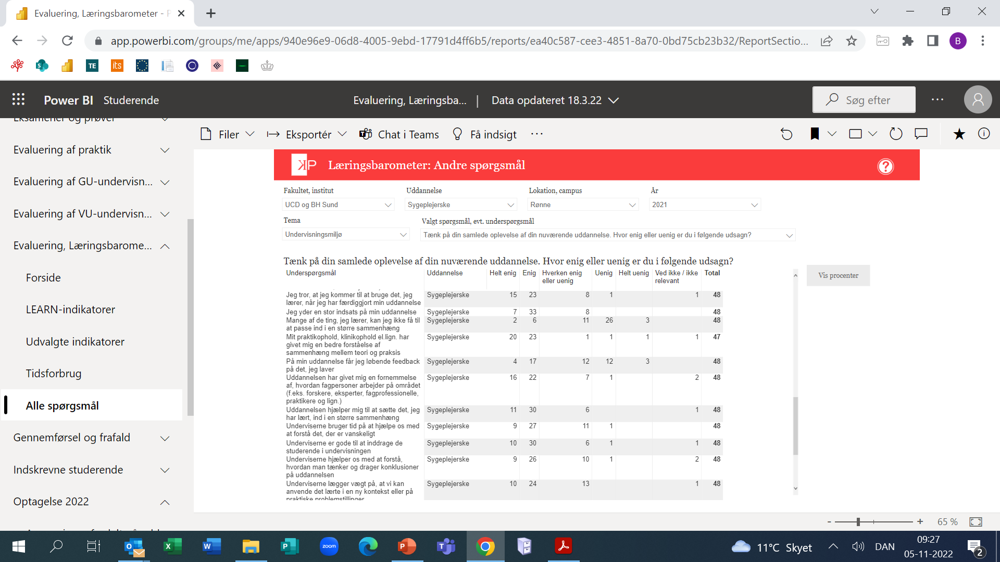 Evaluering, Læringsbarometer - P
app.powerbi.com/groups/me/apps/940e96e9-06d8-4005-9ebd-17791d4ff6b5/reports/ea40c587-cee3-4851-8a70-0bd75cb23b32/ReportSectio...
B
S TE its
Power BI Studerende
Evaluering, Læringsba... | Data opdateret 18.3.22
Søg efter
Eksamener og prøver
Evaluering af praktik
Evaluering af GU-undervisn...
Evaluering af VU-undervisn...
Evaluering, Læringsbarome...
Forside
LEARN-indikatorer
Udvalgte indikatorer
Tidsforbrug
Alle spørgsmål
Gennemførsel og frafald
Indskrevne studerende
Optagelse 2022
Filer Eksportér Chat i Teams Få indsigt ...
KP Læringsbarometer: Andre spørgsmål ?
Fakultet, institut Uddannelse Lokation, campus År
UCD og BH Sund Sygeplejerske Rønne 2021
Tema Valgt spørgsmål, evt. underspørgsmål
Undervisningsmiljø Tænk på din samlede oplevelse af din nuværende uddannelse. Hvor enig eller uenig er du i følgende udsagn?
Tænk på din samlede oplevelse af din nuværende uddannelse. Hvor enig eller uenig er du i følgende udsagn?
Underspørgsmål Uddannelse Helt enig Enig Hverken enig Uenig Helt uenig Ved ikke / ikke Total
eller uenig relevant
Vis procenter
Jeg tror, at jeg kommer til at bruge det, jeg Sygeplejerske 15 23 8 1 1 48
lærer, når jeg har færdiggjort min uddannelse
Jeg yder en stor indsats på min uddannelse Sygeplejerske 7 33 8 48
Mange af de ting, jeg lærer, kan jeg ikke få til Sygeplejerske 2 6 11 26 3 48
at passe ind i en større sammenhæng
Mit praktikophold, klinikophold el.lign. har Sygeplejerske 20 23 1 1 1 1 47
givet mig en bedre forståelse af
sammenhæng mellem teori og praksis
På min uddannelse får jeg løbende feedback Sygeplejerske 4 17 12 12 3 48
på det, jeg laver
Uddannelsen har givet mig en fornemmelse Sygeplejerske 16 22 7 1 2 48
af, hvordan fagpersoner arbejder på området
(f.eks. forskere, eksperter, fagprofessionelle,
praktikere og lign.)
Uddannelsen hjælper mig til at sætte det, jeg Sygeplejerske 11 30 6 1 48
har lært, ind i en større sammenhæng
Underviserne bruger tid på at hjælpe os med Sygeplejerske 9 27 11 1 48
at forstå det, der er vanskeligt
Underviserne er gode til at inddrage de Sygeplejerske 10 30 6 1 1 48
studerende i undervisningen
Underviserne hjælper os med at forstå, Sygeplejerske 9 26 10 1 2 48
hvordan man tænker og drager konklusioner
på uddannelsen
Underviserne lægger vægt på, at vi kan Sygeplejerske 10 24 13 1 48
anvende det lærte i en ny kontekst eller på
praktiske problemstillinger
- + 65 %
zoom
11°C Skyet DAN 09:27
05-11-2022 2